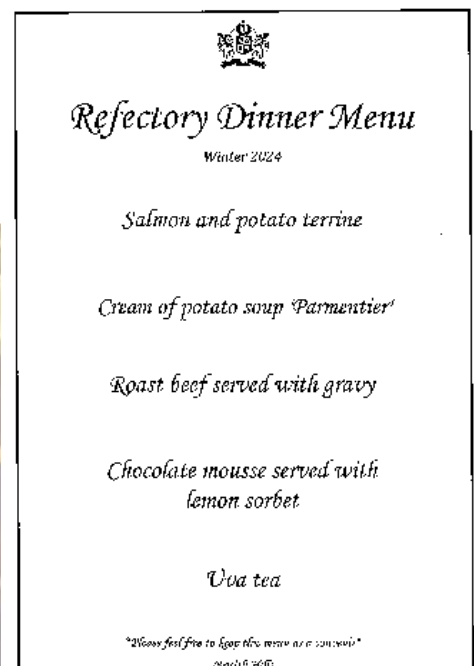 Refectory Dinner Menu
Winter 2024
Salmon and potato terrine
Cream of potato soup 'Parmentier'
Roast beef served with gravy
Chocolate mousse served with
lemon sorbet
Uva tea
"Please feel free to keep this menu as a souvenir"